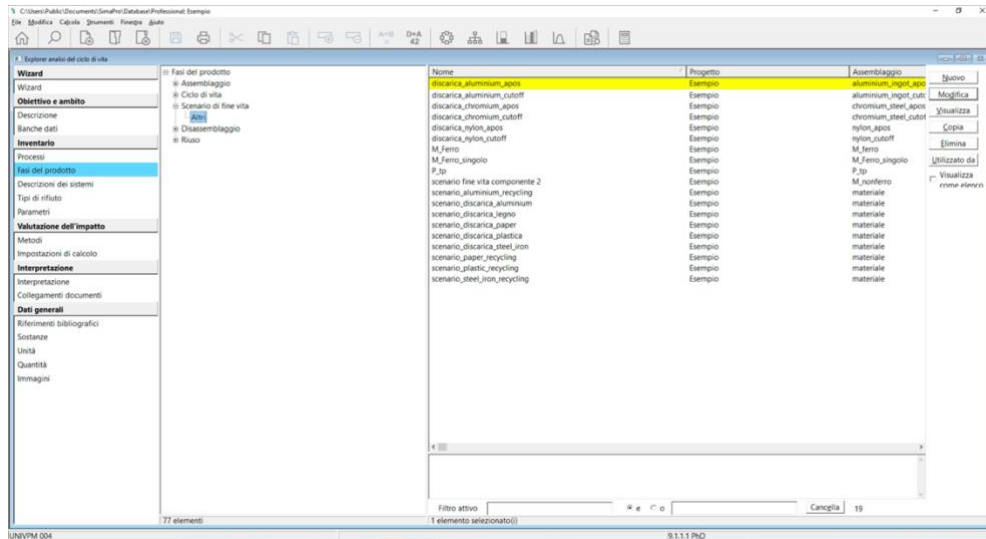 C:\Users\Public\Documents\SimaPro\Database\Professional; Esempio
File Modifica Calcola Strumenti Finestra Aiuto
A+B
D+A
42
Explorer analisi del ciclo di vita
Wizard
Wizard
Obiettivo e ambito
Descrizione
Banche dati
Inventario
Processi
Fasi del prodotto
Descrizioni dei sistemi
Tipi di rifiuto
Parametri
Valutazione dell'impatto
Metodi
Impostazioni di calcolo
Interpretazione
Interpretazione
Collegamenti documenti
Dati generali
Riferimenti bibliografici
Sostanze
Unità
Quantità
Immagini
Fasi del prodotto
Assemblaggio
Ciclo di vita
Scenario di fine vita
Altri
Disassemblaggio
Riuso
77 elementi
Nome Progetto Assemblaggio
discarica_aluminium_apos Esempio aluminium_ingot_apo
discarica_aluminium_cutoff Esempio aluminium_ingot_cutc
discarica_chromium_apos Esempio chromium_steel_apos
discarica_chromium_cutoff Esempio chromium_steel_cutof
discarica_nylon_apos Esempio nylon_apos
discarica_nylon_cutoff Esempio nylon_cutoff
M_Ferro Esempio M_ferro
M_Ferro_singolo Esempio M_Ferro_singolo
P_tp Esempio P_tp
scenario fine vita componente 2 Esempio M_nonferro
scenario_aluminium_recycling Esempio materiale
scenario_discarica_aluminium Esempio materiale
scenario_discarica_legno Esempio materiale
scenario_discarica_paper Esempio materiale
scenario_discarica_plastica Esempio materiale
scenario_discarica_steel_iron Esempio materiale
scenario_paper_recycling Esempio materiale
scenario_plastic_recycling Esempio materiale
scenario_steel_iron_recycling Esempio materiale
Nuovo
Modifica
Visualizza
Copia
Elimina
Utilizzato da
Visualizza
come elenco
Filtro attivo e o Cancella 19
1 elemento selezionato(i)
UNIVPM 004 9.1.1.1 PhD